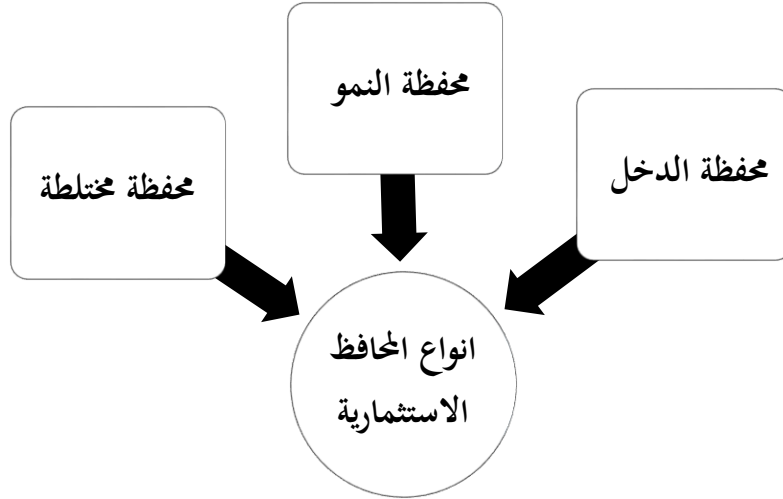 محفظة الدخل
محفظة النمو
محفظة مختلطة
انواع المحافظ
الاستثمارية